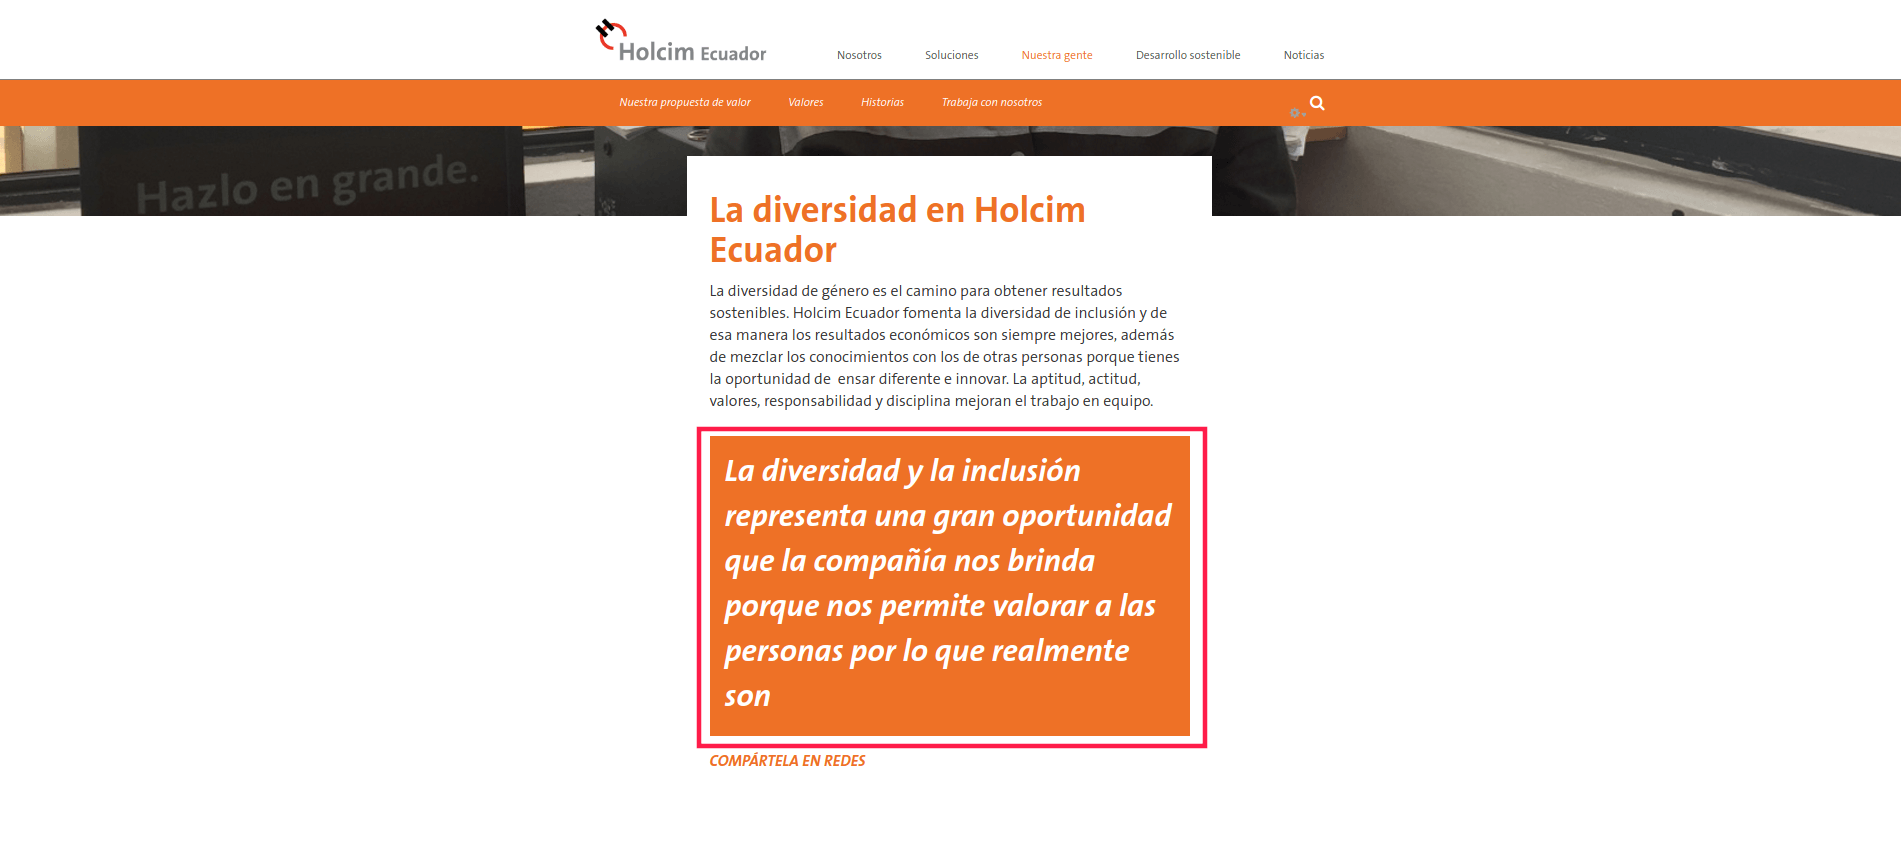 Holcim Ecuador
Nosotros
Soluciones
Nuestra gente
Desarrollo sostenible
Noticias
Nuestra propuesta de valor
Valores
Historias
Trabaja con nosotros
Hazlo en grande.
La diversidad en Holcim
Ecuador
La diversidad de género es el camino para obtener resultados
sostenibles. Holcim Ecuador fomenta la diversidad de inclusión y de
esa manera los resultados económicos son siempre mejores, además
de mezclar los conocimientos con los de otras personas porque tienes
la oportunidad de  ensar diferente e innovar. La aptitud, actitud,
valores, responsabilidad y disciplina mejoran el trabajo en equipo.
La diversidad y la inclusión
representa una gran oportunidad
que la compañía nos brinda
porque nos permite valorar a las
personas por lo que realmente
son
COMPÁRTELA EN REDES